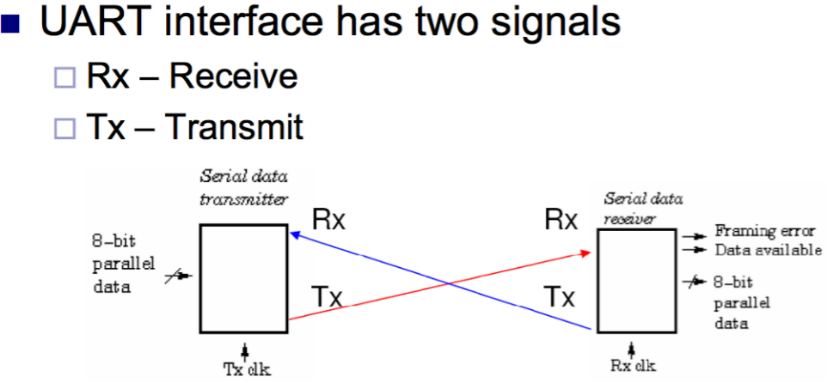 UART interface has two signals
Rx – Receive
Tx – Transmit
Serial data
transmitter
Rx
Rx
Serial data
receiver
8-bit
parallel
data
Framing error
Data available
Tx
Tx
8-bit
parallel
data
Tx clk
Rx clk